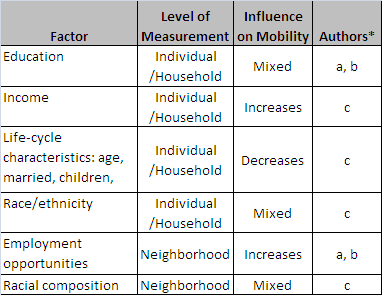 Factor Level of Measurement Influence on Mobility Authors*
Education Individual /Household Mixed a, b
Income Individual /Household Increases c
Life-cycle characteristics: age, married, children, Individual /Household Decreases c
Race/ethnicity Individual /Household Mixed c
Employment opportunities Neighborhood Increases a, b
Racial composition Neighborhood Mixed c